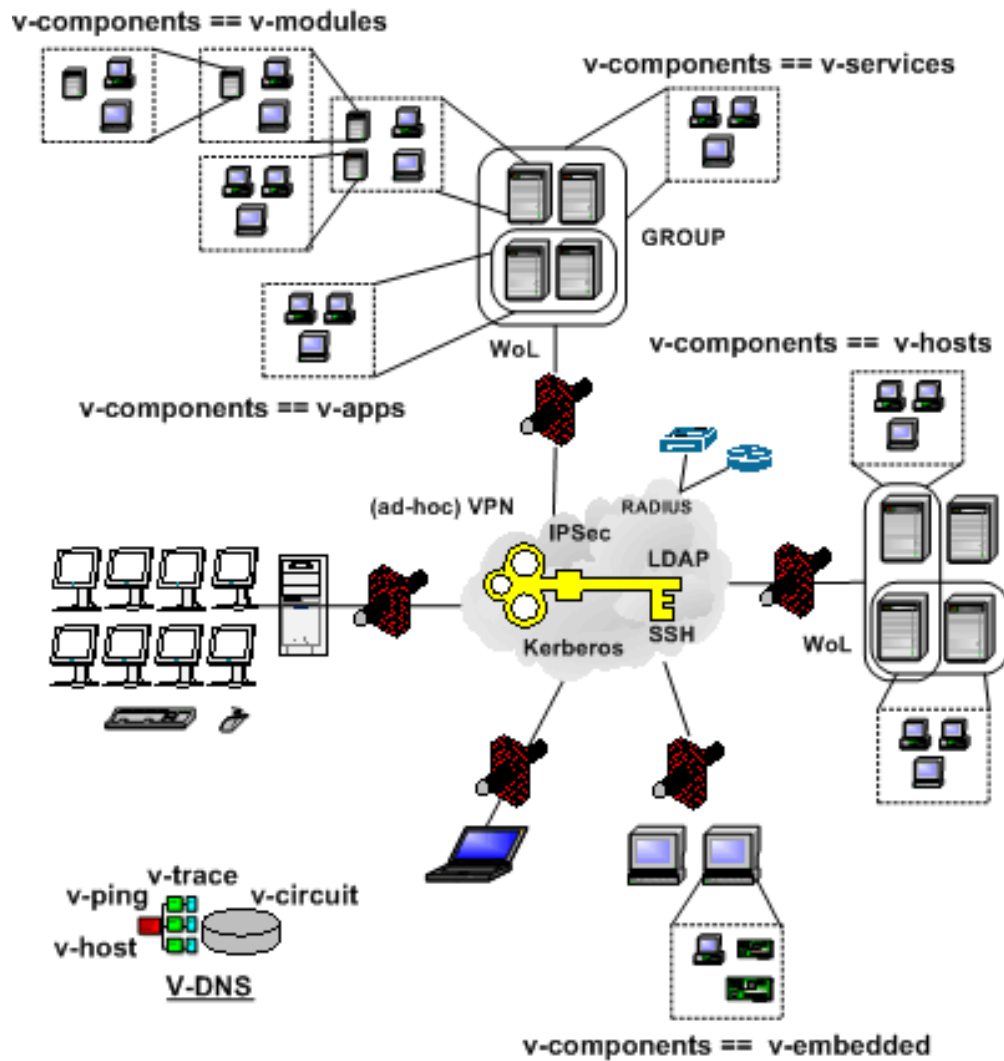 v-components == v-modules
v-components == v-services
GROUP
WoL
v-components == v-hosts
v-components == v-apps
(ad-hoc) VPN
RADIUS
IPSec
LDAP
Kerberos
SSH
WoL
v-trace
v-ping
v-circuit
v-host
V-DNS
v-components == v-embedded